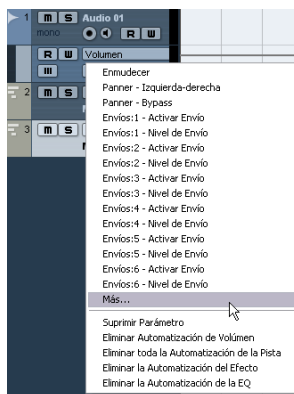 1 m S Audio 01
mono R W
R W Volumen
Enmudecer
Panner - Izquierda-derecha
Panner - Bypass
Envíos:1 - Activar Envío
Envíos:1 - Nivel de Envío
Envíos:2 - Activar Envío
Envíos:2 - Nivel de Envío
Envíos:3 - Activar Envío
Envíos:3 - Nivel de Envío
Envíos:4 - Activar Envío
Envíos:4 - Nivel de Envío
Envíos:5 - Activar Envío
Envíos:5 - Nivel de Envío
Envíos:6 - Activar Envío
Envíos:6 - Nivel de Envío
Más...
Suprimir Parámetro
Eliminar Automatización de Volúmen
Eliminar toda la Automatización de la Pista
Eliminar la Automatización del Efecto
Eliminar la Automatización de la EQ
2 m S
3 m S